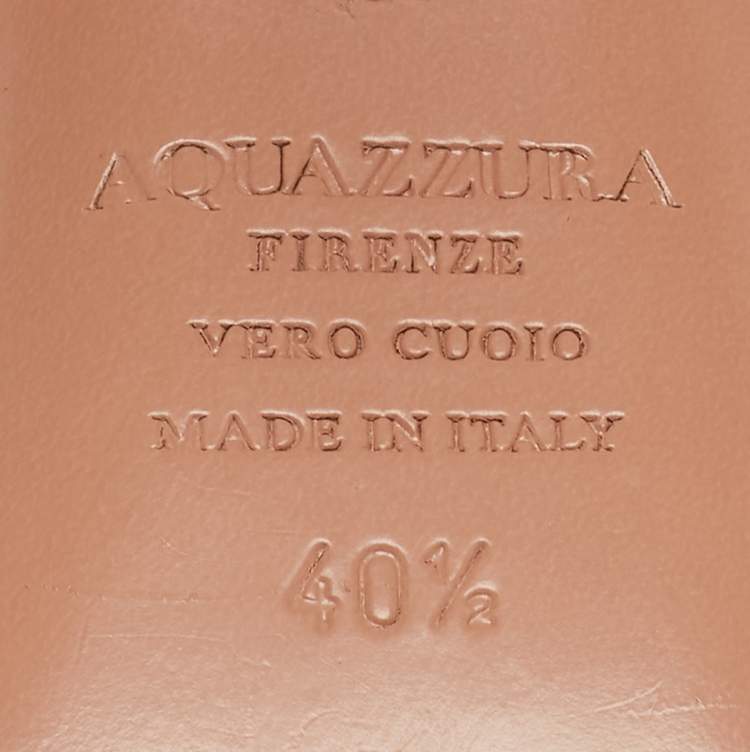 AQUAZZURA
FIRENZE
VERO CUOIO
MADE IN ITALY
40½